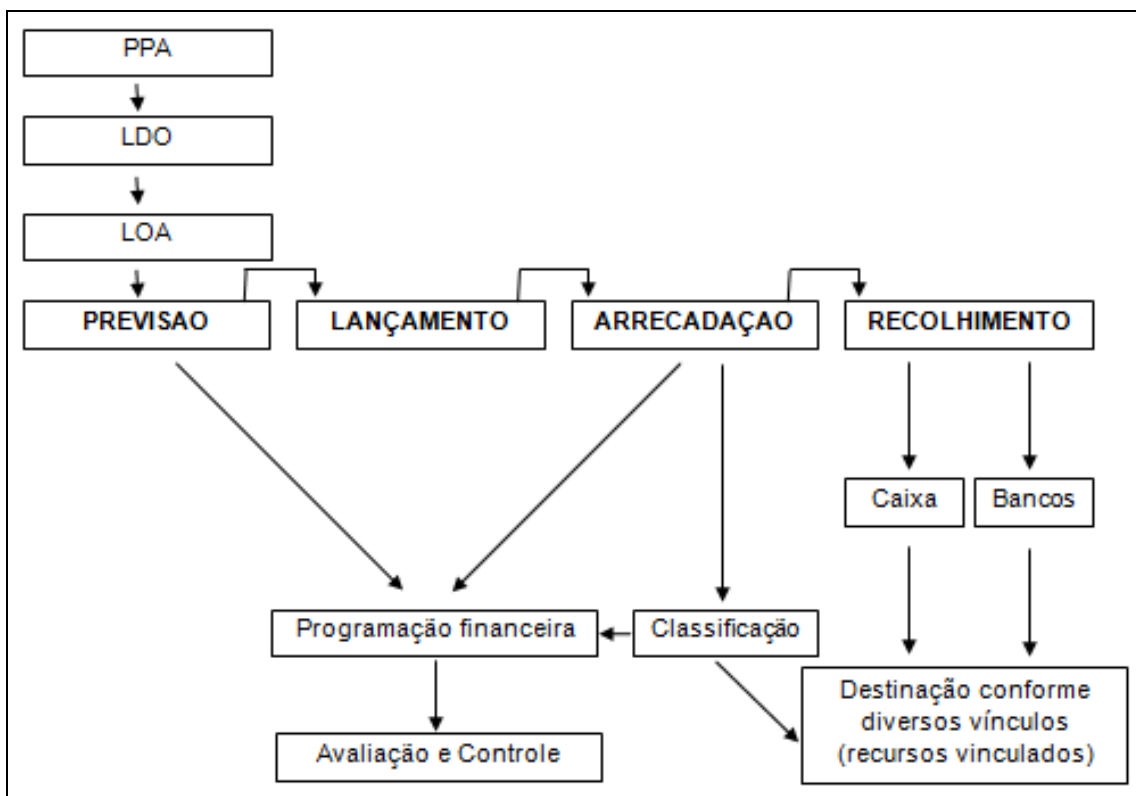 PPA
LDO
LOA
PREVISAO
LANÇAMENTO
ARRECADAÇAO
RECOLHIMENTO
Caixa
Bancos
Programação financeira
Classificação
Destinação conforme
diversos vínculos
(recursos vinculados)
Avaliação e Controle